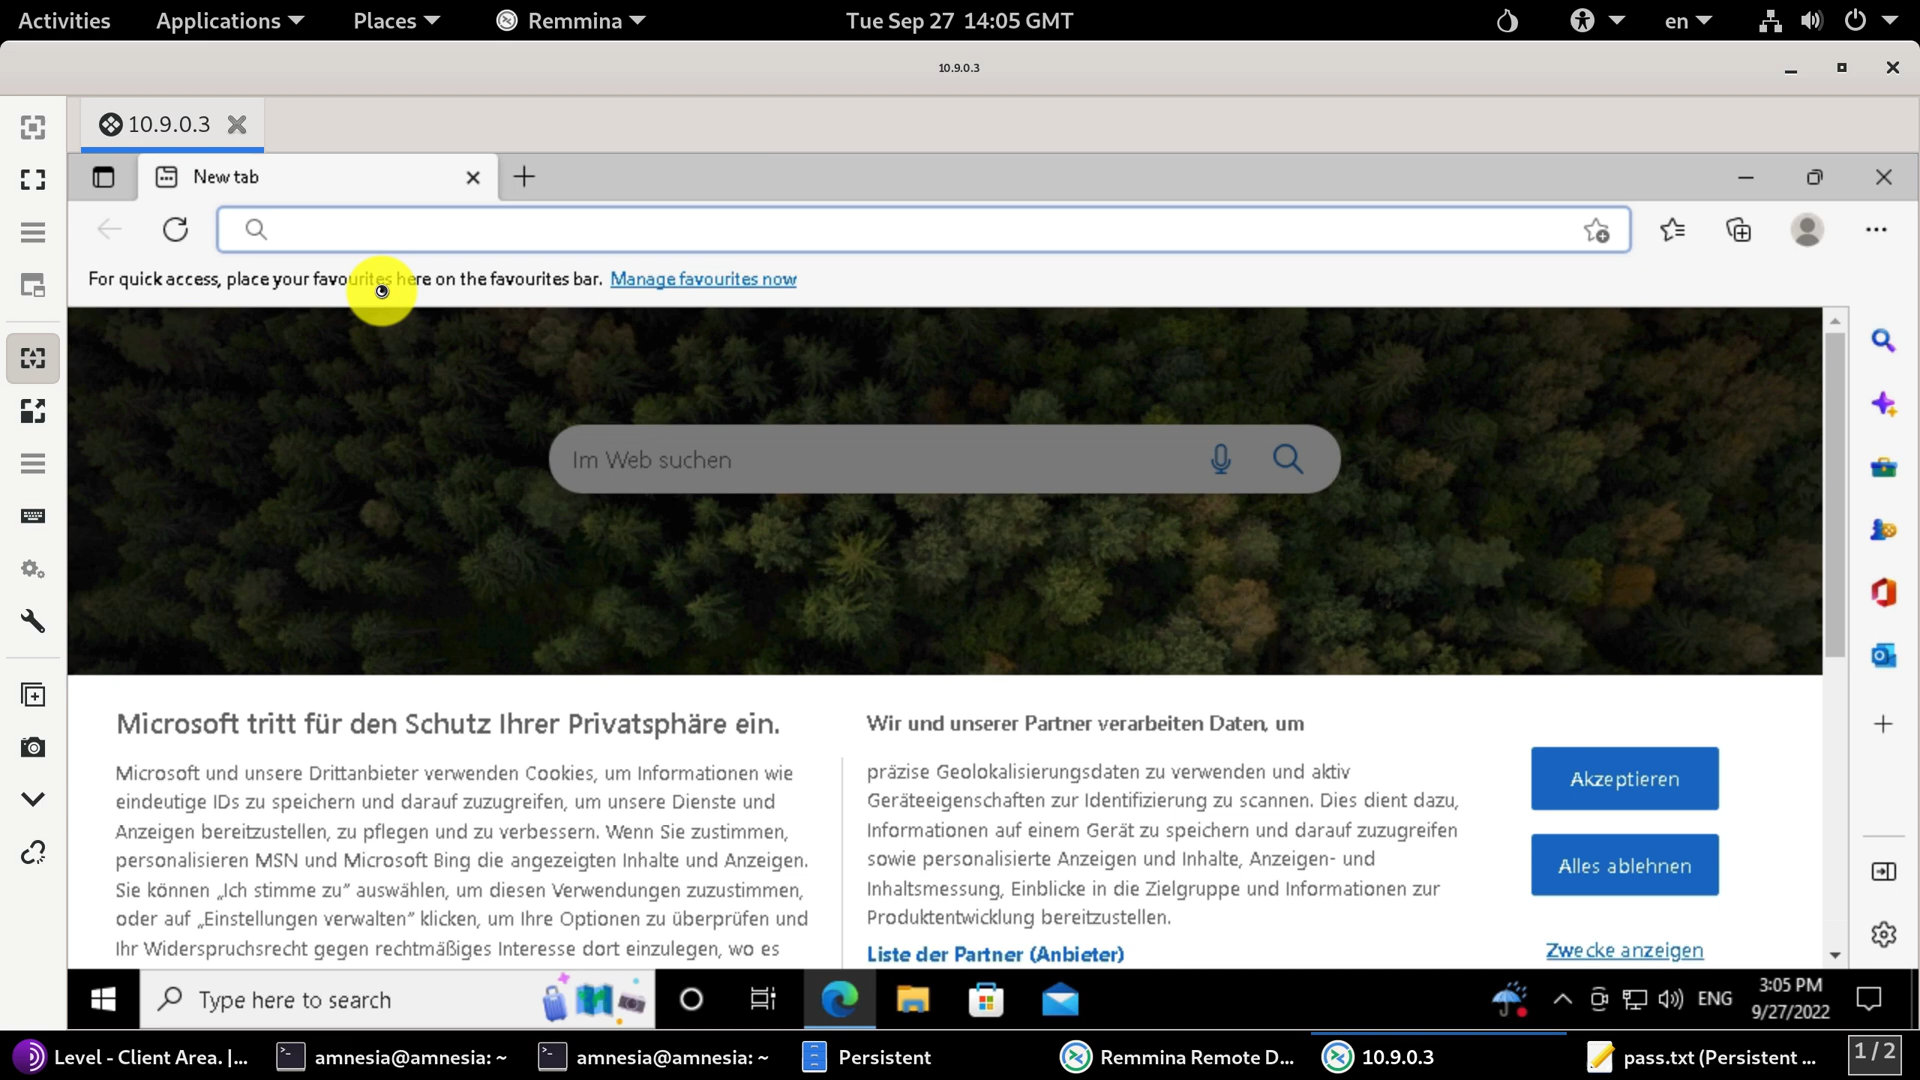 Activities Applications Places Remmina Tue Sep 27 14:05 GMT en
10.9.0.3
10.9.0.3
New tab
For quick access, place your favourites here on the favourites bar. Manage favourites now
Im Web suchen
Microsoft tritt für den Schutz Ihrer Privatsphäre ein.
Microsoft und unsere Drittanbieter verwenden Cookies, um Informationen wie
eindeutige IDs zu speichern und darauf zuzugreifen, um unsere Dienste und
Anzeigen bereitzustellen, zu pflegen und zu verbessern. Wenn Sie zustimmen,
personalisieren MSN und Microsoft Bing die angezeigten Inhalte und Anzeigen.
Sie können „Ich stimme zu“ auswählen, um diesen Verwendungen zuzustimmen,
oder auf „Einstellungen verwalten“ klicken, um Ihre Optionen zu überprüfen und
Ihr Widerspruchsrecht gegen rechtmäßiges Interesse dort einzulegen, wo es
Wir und unserer Partner verarbeiten Daten, um
präzise Geolokalisierungsdaten zu verwenden und aktiv
Geräteeigenschaften zur Identifizierung zu scannen. Dies dient dazu,
Informationen auf einem Gerät zu speichern und darauf zuzugreifen
sowie personalisierte Anzeigen und Inhalte, Anzeigen- und
Inhaltsmessung, Einblicke in die Zielgruppe und Informationen zur
Produktentwicklung bereitzustellen.
Liste der Partner (Anbieter)
Akzeptieren
Alles ablehnen
Zwecke anzeigen
Type here to search
ENG
3:05 PM
9/27/2022
Level - Client Area. |... amnesia@amnesia: ~ amnesia@amnesia: ~ Persistent Remmina Remote D... 10.9.0.3 pass.txt (Persistent ... 1 / 2